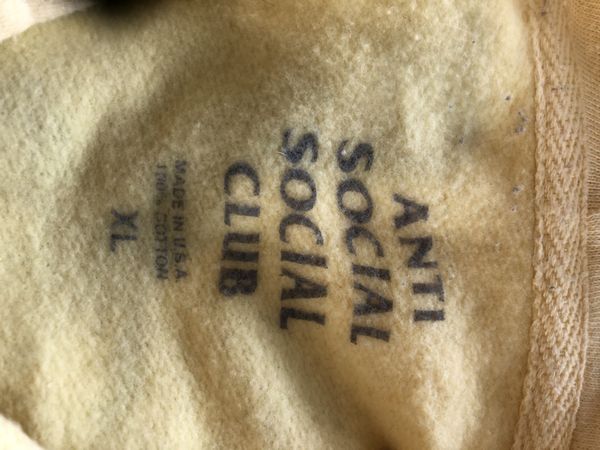 ANTI
SOCIAL
SOCIAL
CLUB
MADE IN U.S.A.
100% COTTON
XL